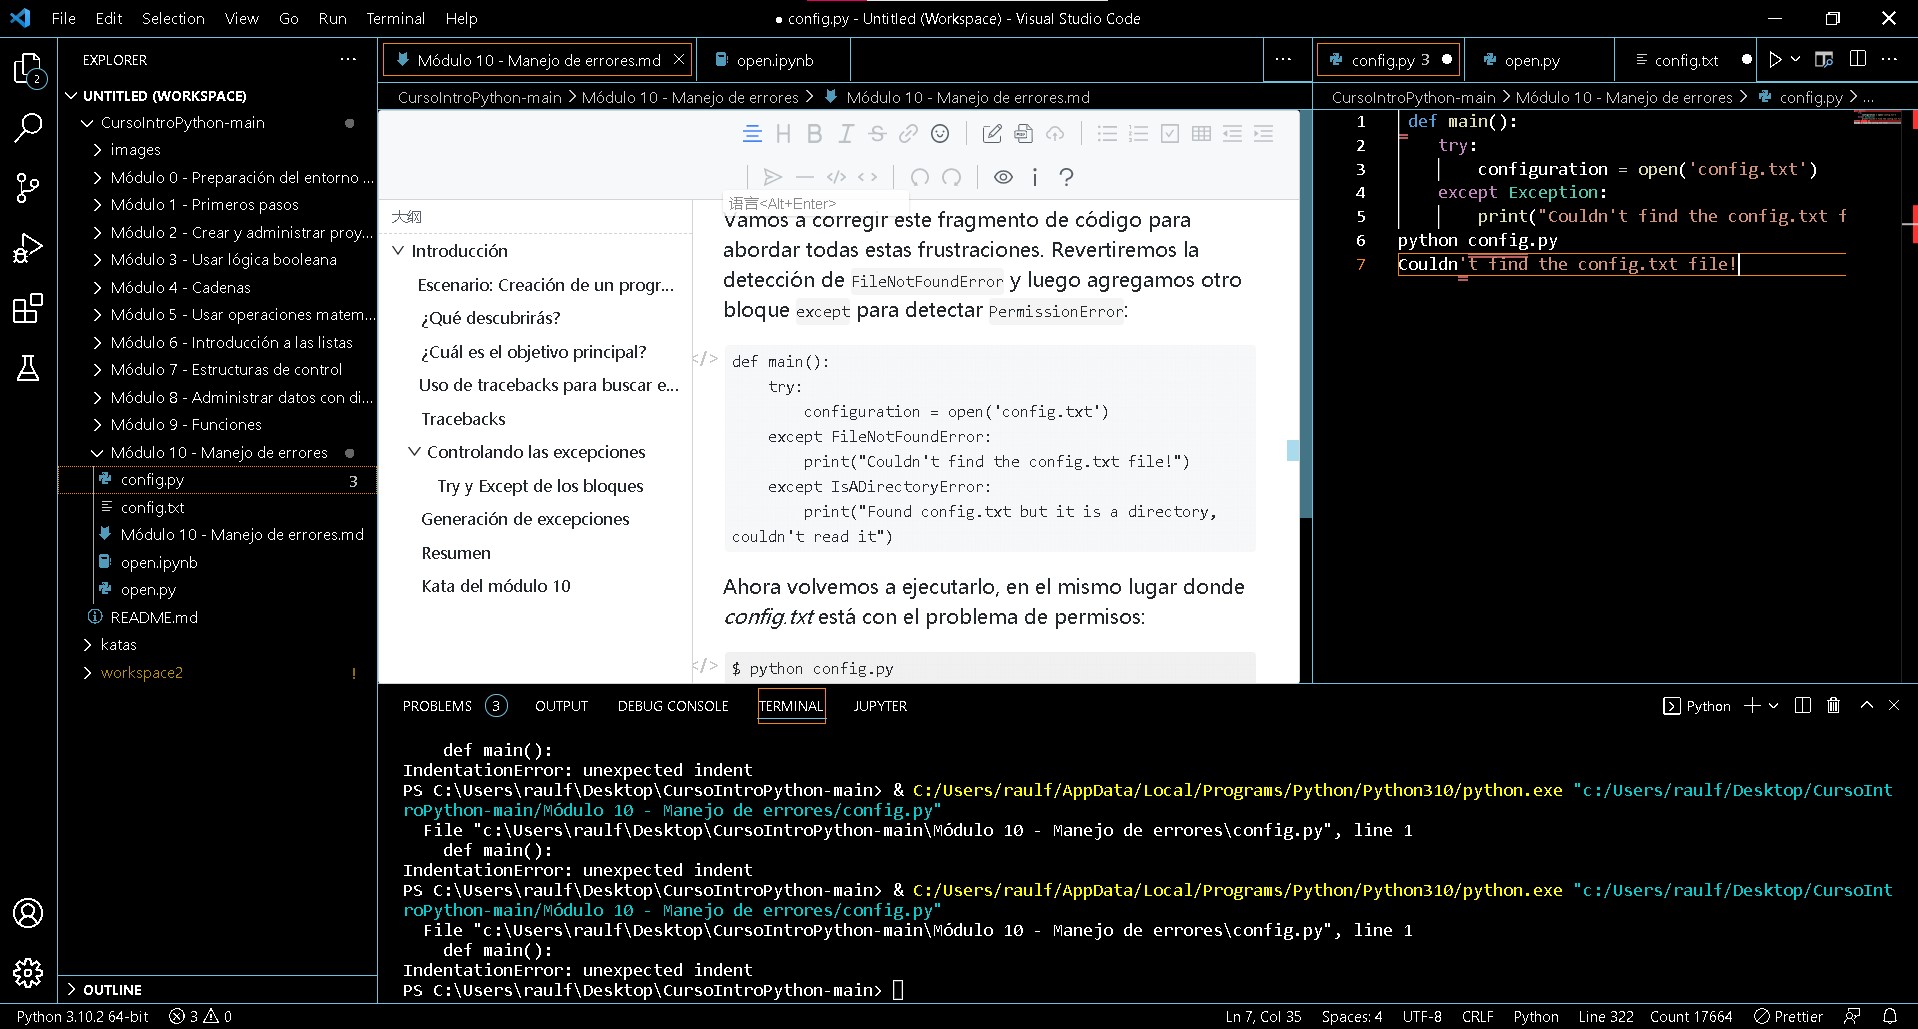 File Edit Selection View Go Run Terminal Help
● config.py - Untitled (Workspace) - Visual Studio Code
2
EXPLORER
UNTITLED (WORKSPACE)
CursoIntroPython-main
images
Módulo 0 - Preparación del entorno ...
Módulo 1 - Primeros pasos
Módulo 2 - Crear y administrar proy...
Módulo 3 - Usar lógica booleana
Módulo 4 - Cadenas
Módulo 5 - Usar operaciones matem...
Módulo 6 - Introducción a las listas
Módulo 7 - Estructuras de control
Módulo 8 - Administrar datos con di...
Módulo 9 - Funciones
Módulo 10 - Manejo de errores
config.py 3
config.txt
Módulo 10 - Manejo de errores.md
open.ipynb
open.py
README.md
katas
workspace2 !
OUTLINE
Módulo 10 - Manejo de errores.md
open.ipynb
CursoIntroPython-main > Módulo 10 - Manejo de errores > Módulo 10 - Manejo de errores.md
语言<Alt+Enter>
大纲
Introducción
Escenario: Creación de un progr...
¿Qué descubrirás?
¿Cuál es el objetivo principal?
Uso de tracebacks para buscar e...
Tracebacks
Controlando las excepciones
Try y Except de los bloques
Generación de excepciones
Resumen
Kata del módulo 10
Vamos a corregir este fragmento de código para
abordar todas estas frustraciones. Revertiremos la
detección de FileNotFoundError y luego agregamos otro
bloque except para detectar PermissionError:
def main():
try:
configuration = open('config.txt')
except FileNotFoundError:
print("Couldn't find the config.txt file!")
except IsADirectoryError:
print("Found config.txt but it is a directory,
couldn't read it")
Ahora volvemos a ejecutarlo, en el mismo lugar donde
config.txt está con el problema de permisos:
$ python config.py
config.py 3
open.py
config.txt
CursoIntroPython-main > Módulo 10 - Manejo de errores > config.py > ...
1 def main():
2 try:
3 configuration = open('config.txt')
4 except Exception:
5 print("Couldn't find the config.txt f
6 python config.py
7 Couldn't find the config.txt file!
PROBLEMS 3 OUTPUT DEBUG CONSOLE TERMINAL JUPYTER
Python
def main():
IndentationError: unexpected indent
PS C:\Users\raulf\Desktop\CursoIntroPython-main> & C:/Users/raulf/AppData/Local/Programs/Python/Python310/python.exe "c:/Users/raulf/Desktop/CursoInt
roPython-main/Módulo 10 - Manejo de errores/config.py"
File "c:\Users\raulf\Desktop\CursoIntroPython-main\Módulo 10 - Manejo de errores\config.py", line 1
def main():
IndentationError: unexpected indent
PS C:\Users\raulf\Desktop\CursoIntroPython-main> & C:/Users/raulf/AppData/Local/Programs/Python/Python310/python.exe "c:/Users/raulf/Desktop/CursoInt
roPython-main/Módulo 10 - Manejo de errores/config.py"
File "c:\Users\raulf\Desktop\CursoIntroPython-main\Módulo 10 - Manejo de errores\config.py", line 1
def main():
IndentationError: unexpected indent
PS C:\Users\raulf\Desktop\CursoIntroPython-main>
Python 3.10.2 64-bit 3 0
Ln 7, Col 35 Spaces: 4 UTF-8 CRLF Python Line 322 Count 17664 Prettier